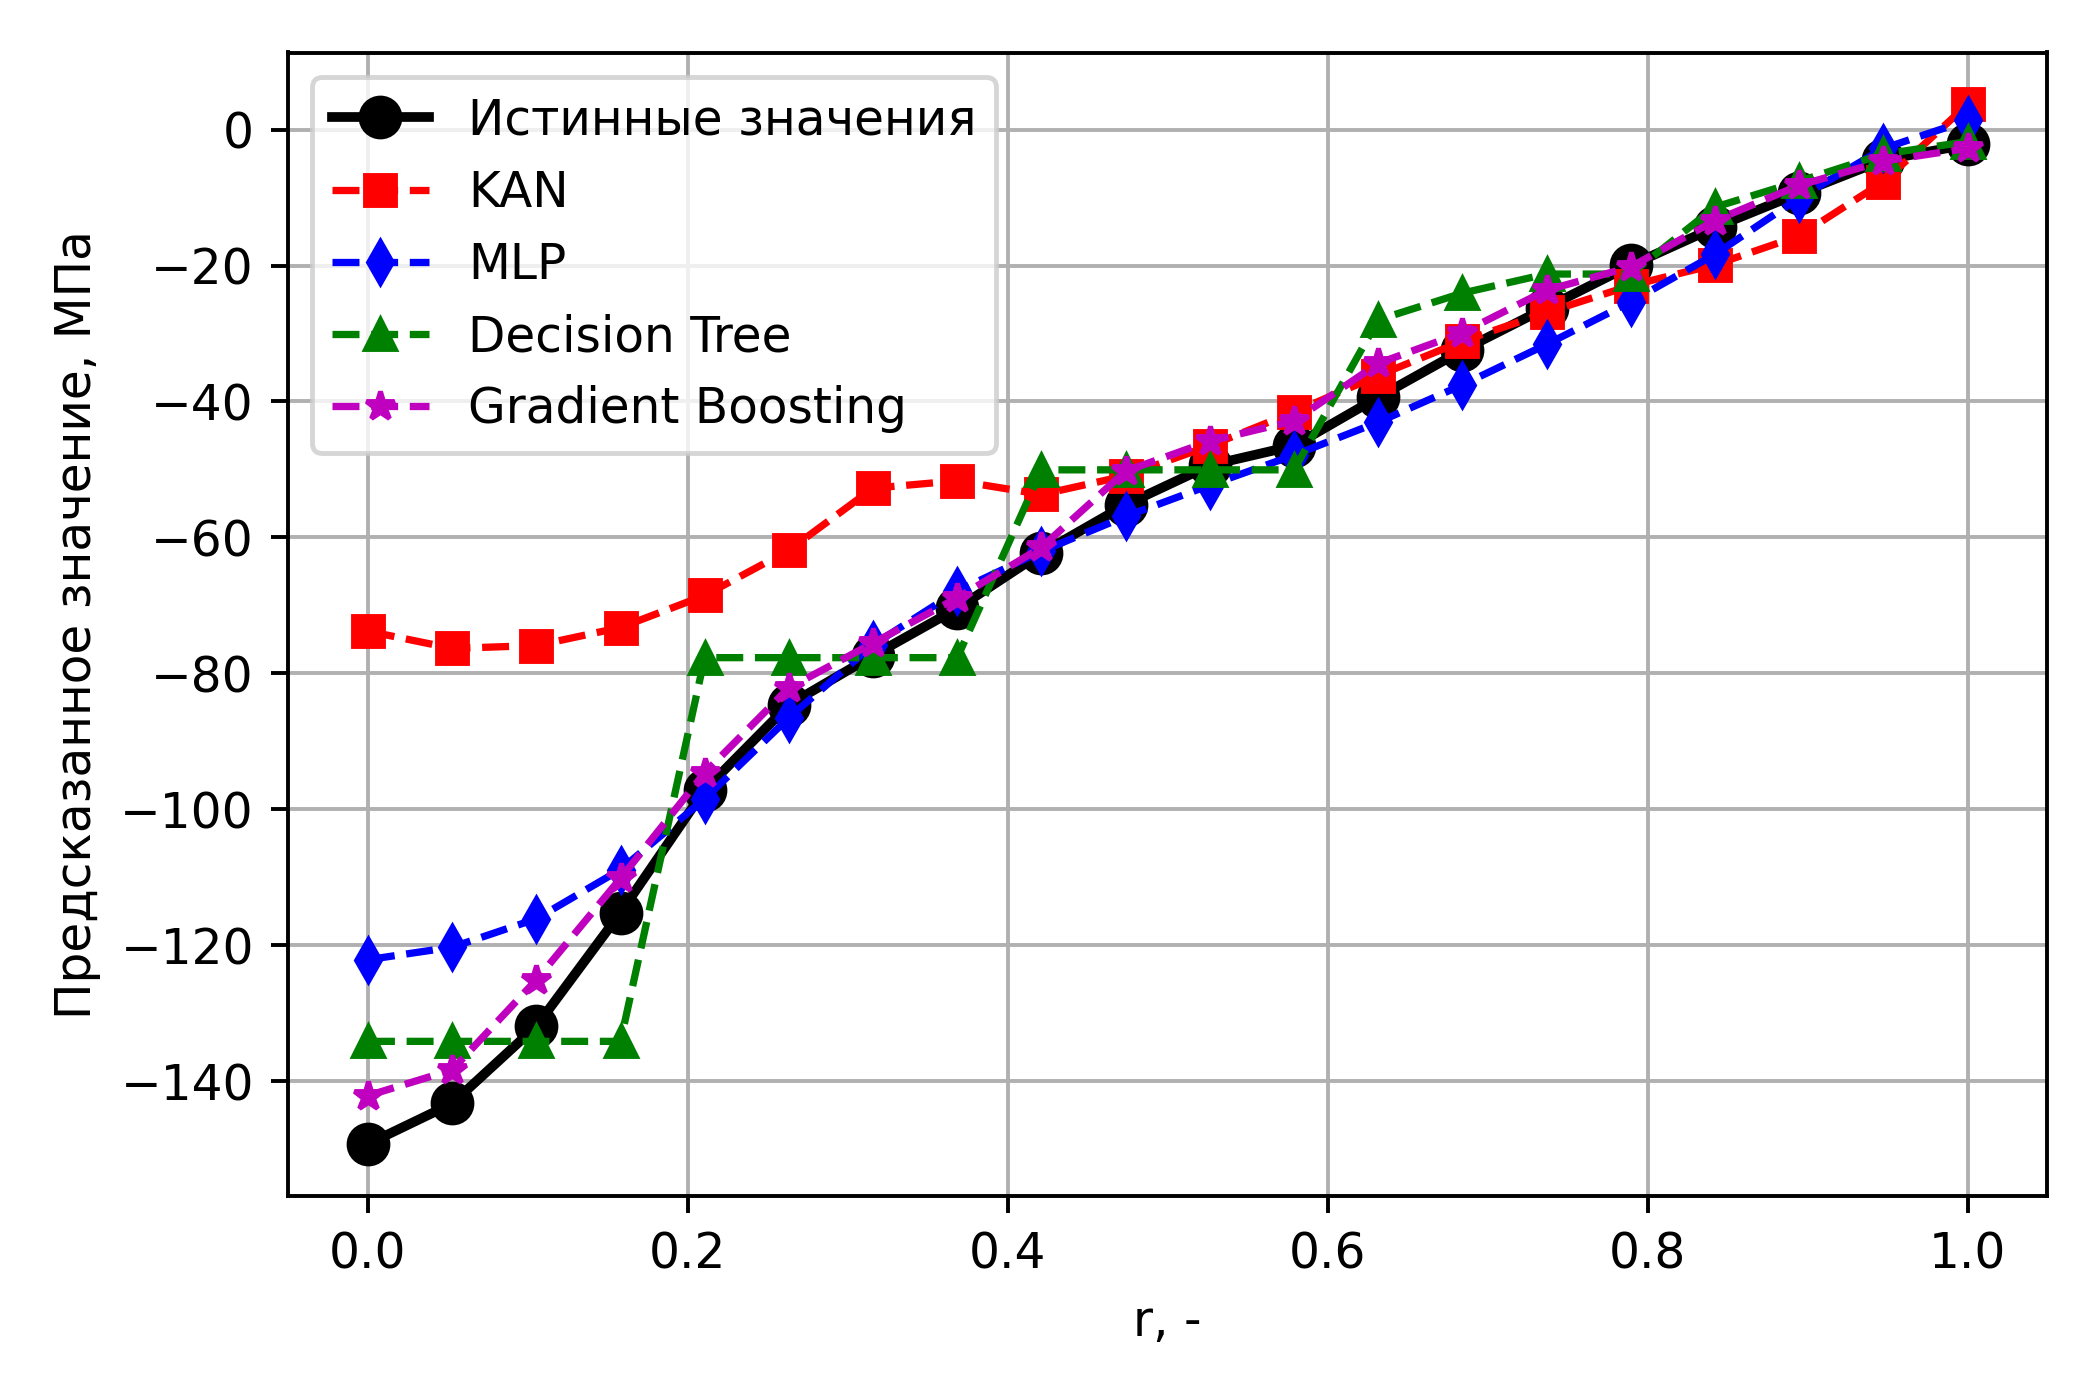 Истинные значения
KAN
MLP
Decision Tree
Gradient Boosting
Предсказанное значение, МПа
0
−20
−40
−60
−80
−100
−120
−140
0.0 0.2 0.4 0.6 0.8 1.0
r, -